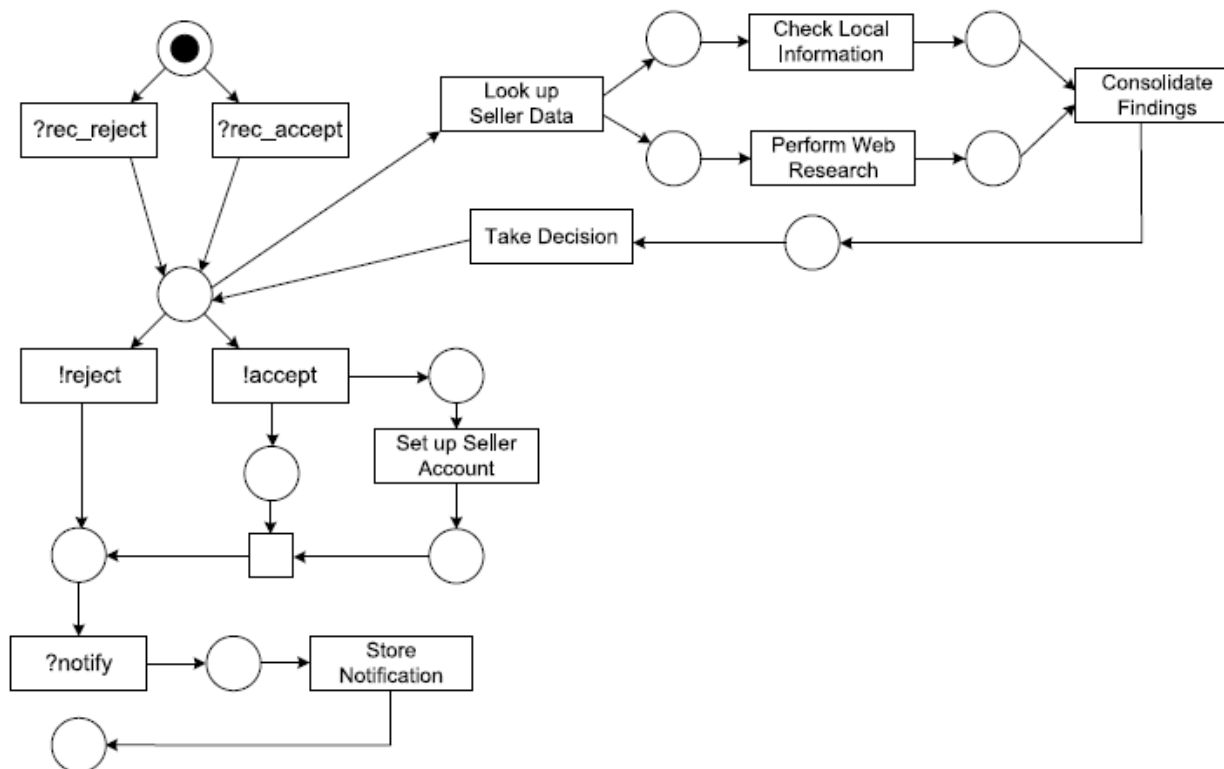 Check Local
Information
Look up
Seller Data
Consolidate
Findings
?rec_reject
?rec_accept
Perform Web
Research
Take Decision
!reject
!accept
Set up Seller
Account
?notify
Store
Notification